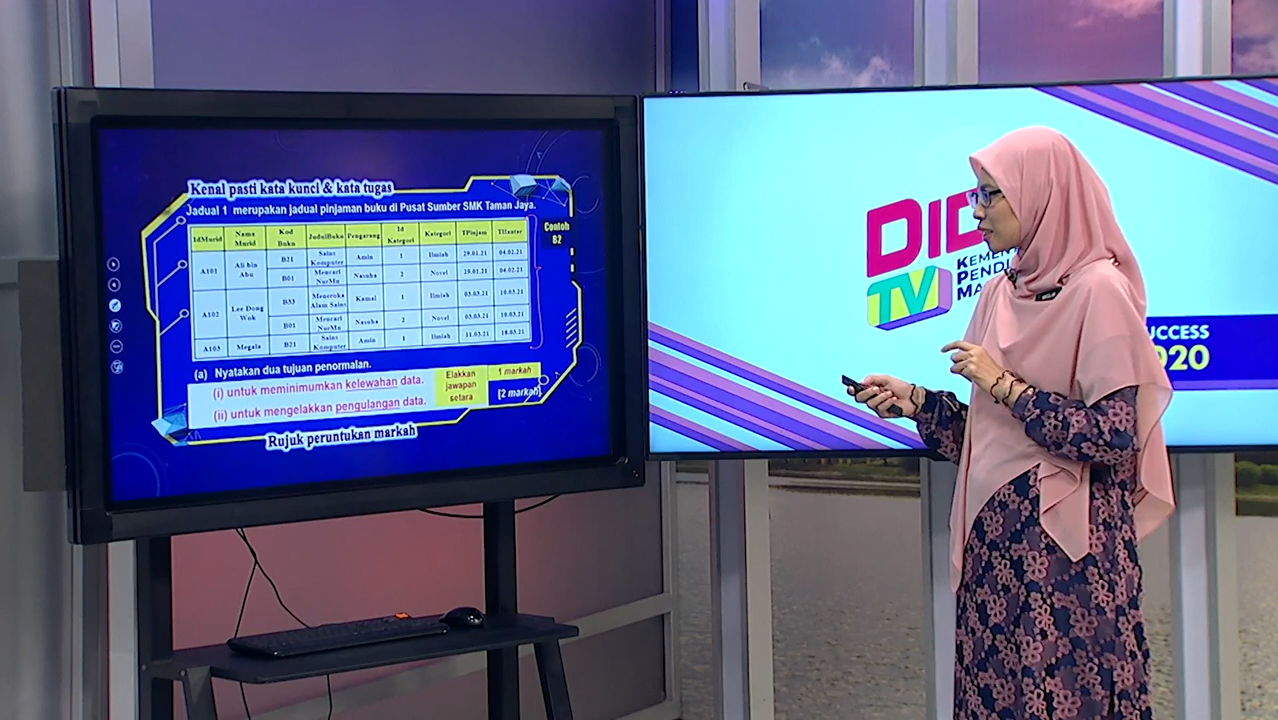 Kenal pasti kata kunci & kata tugas
Jadual 1 merupakan jadual pinjaman buku di Pusat Sumber SMK Taman Jaya.
Contoh
B2
IdMurid Nama Murid Kod Buku JudulBuku Pengarang Id Kategori Kategori TPinjam THantar
A101 Ali bin Abu B21 Sains Komputer Amin 1 Ilmiah 29.01.21 04.02.21
B01 Mencari NurMu Nasuha 2 Novel 29.01.21 04.02.21
A102 Lee Dong Wok B33 Meneroka Alam Sains Kamal 1 Ilmiah 03.03.21 10.03.21
B01 Mencari NurMu Nasuha 2 Novel 03.03.21 10.03.21
A103 Megala B21 Sains Komputer Amin 1 Ilmiah 11.03.21 18.03.21
(a) Nyatakan dua tujuan penormalan.
(i) untuk meminimumkan kelewahan data.
(ii) untuk mengelakkan pengulangan data.
Elakkan
jawapan
setara
1 markah
[2 markah]
Rujuk peruntukan markah
DID
TV
KEMEN
PENDI
MA
UCCESS
020